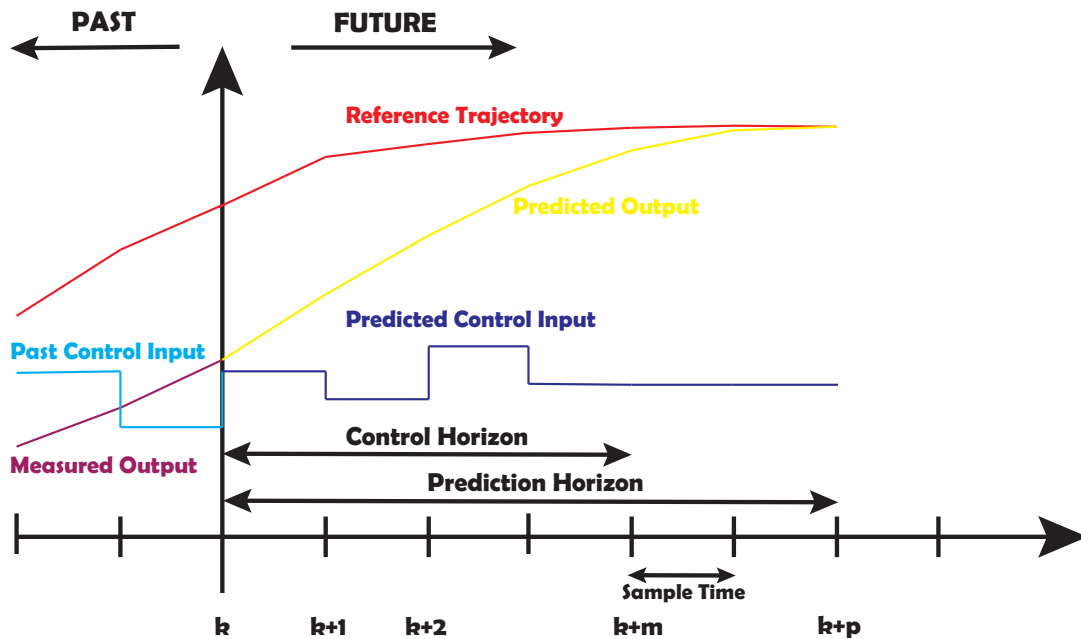 PAST
FUTURE
Reference Trajectory
Predicted Output
Predicted Control Input
Past Control Input
Control Horizon
Measured Output
Prediction Horizon
Sample Time
k k+1 k+2 k+m k+p